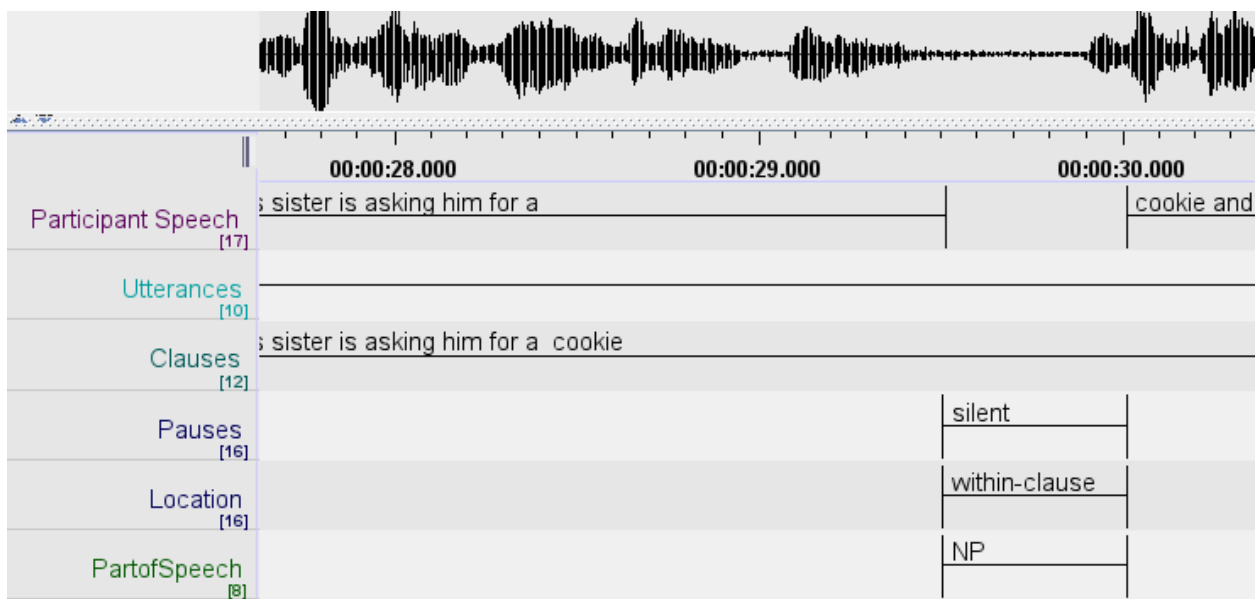 00:00:28.000 00:00:29.000 00:00:30.000
Participant Speech [17] s sister is asking him for a cookie and
Utterances [10]
Clauses [12] s sister is asking him for a cookie
Pauses [16] silent
Location [16] within-clause
PartofSpeech [8] NP